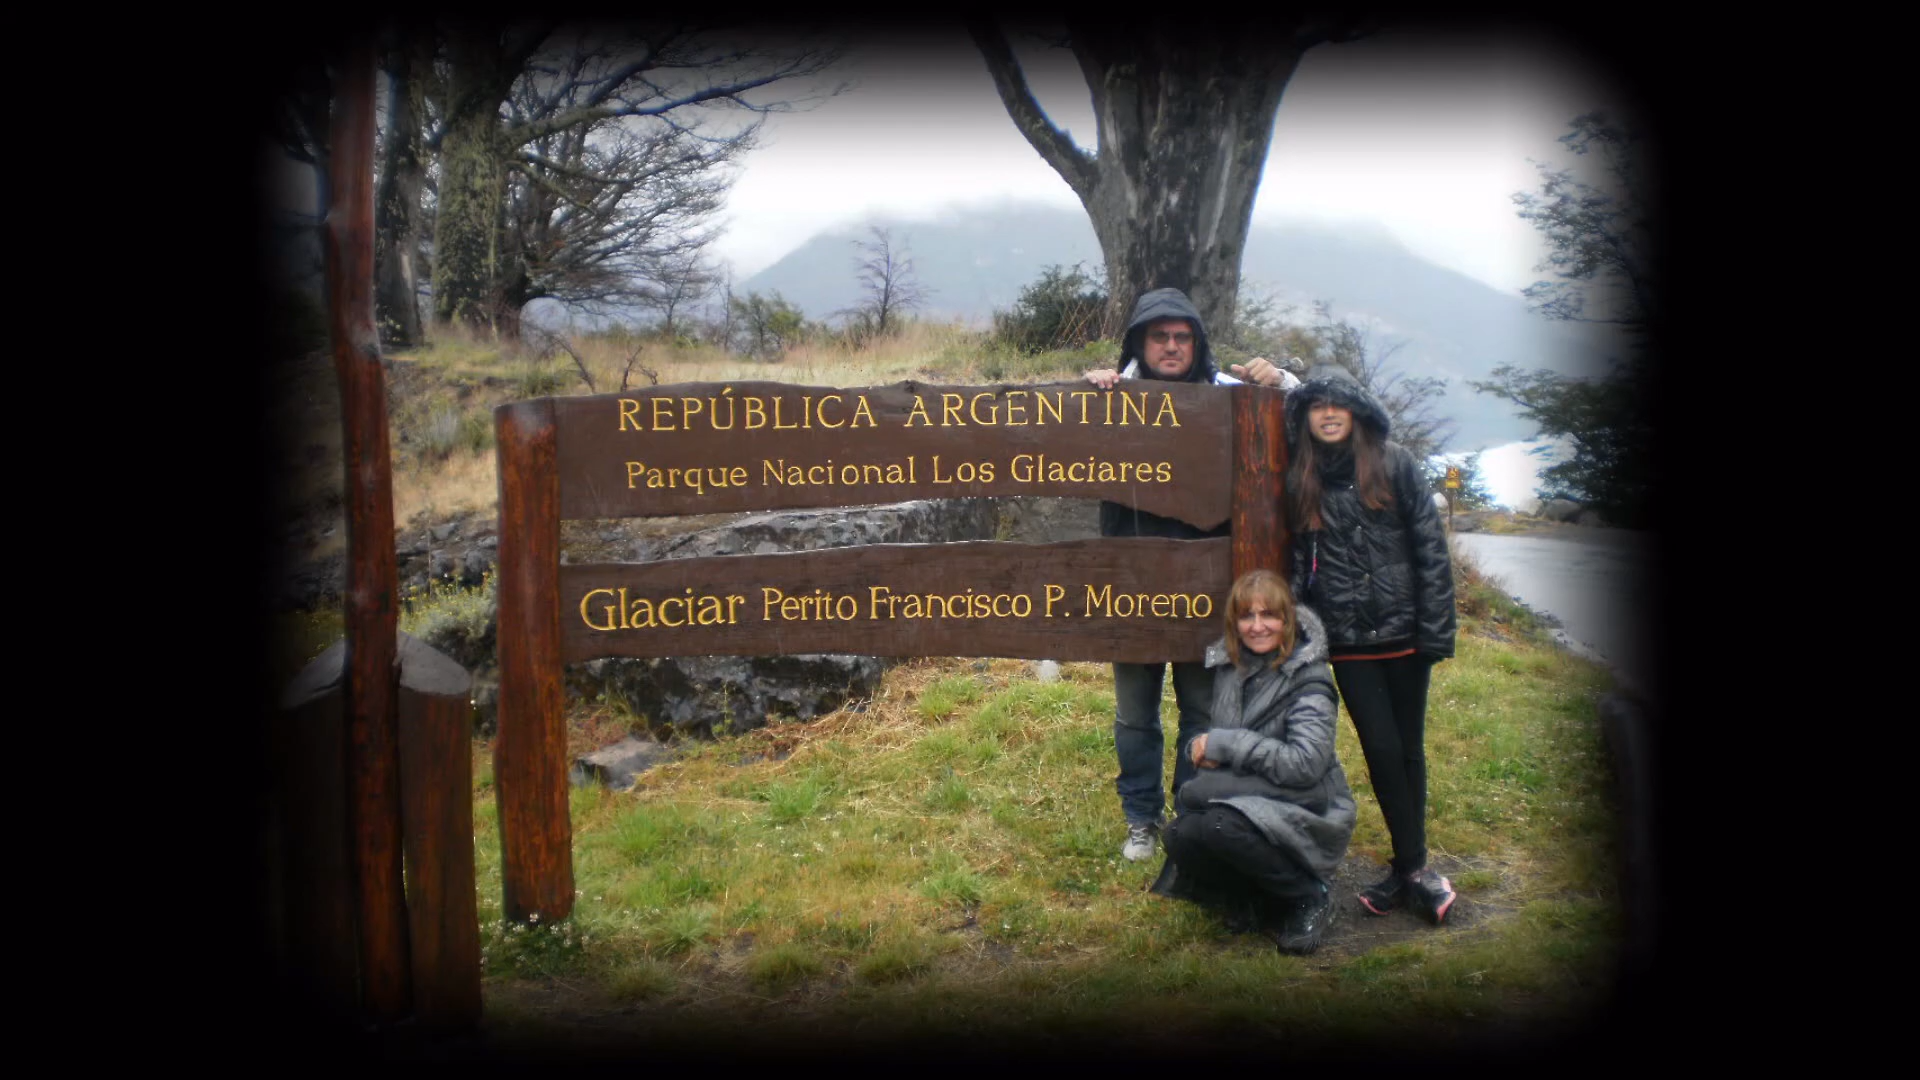 REPÚBLICA ARGENTINA
Parque Nacional Los Glaciares
Glaciar Perito Francisco P. Moreno